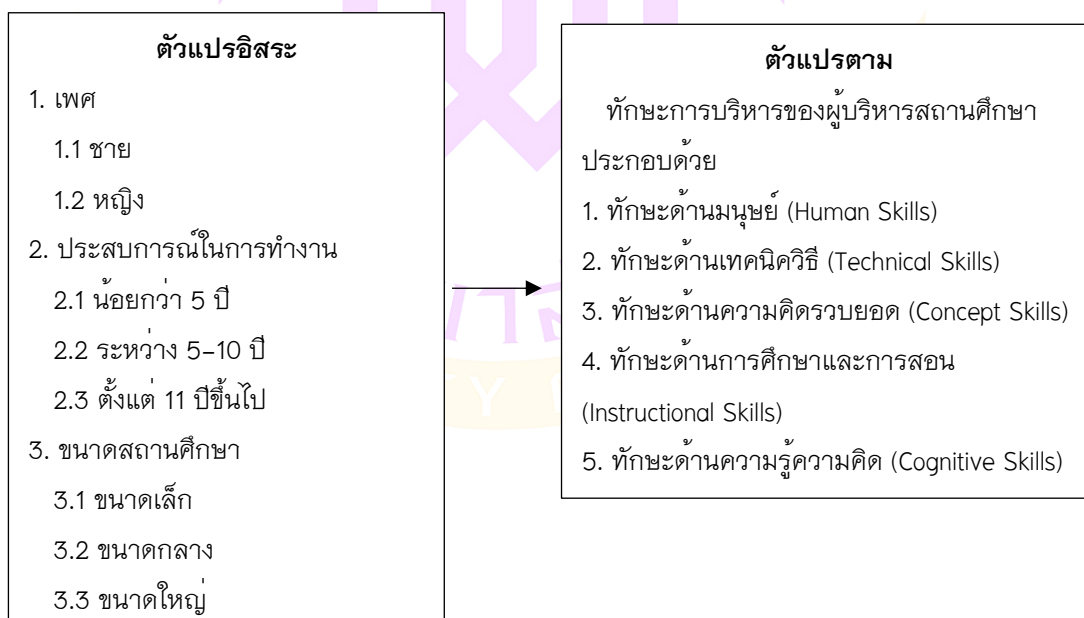 ตัวแปรอิสระ
1. เพศ
1.1 ชาย
1.2 หญิง
2. ประสบการณ์ในการทำงาน
2.1 น้อยกว่า 5 ปี
2.2 ระหว่าง 5–10 ปี
2.3 ตั้งแต่ 11 ปีขึ้นไป
3. ขนาดสถานศึกษา
3.1 ขนาดเล็ก
3.2 ขนาดกลาง
3.3 ขนาดใหญ่
ตัวแปรตาม
ทักษะการบริหารของผู้บริหารสถานศึกษา
ประกอบด้วย
1. ทักษะด้านมนุษย์ (Human Skills)
2. ทักษะด้านเทคนิควิธี (Technical Skills)
3. ทักษะด้านความคิดรวบยอด (Concept Skills)
4. ทักษะด้านการศึกษาและการสอน
(Instructional Skills)
5. ทักษะด้านความรู้ความคิด (Cognitive Skills)